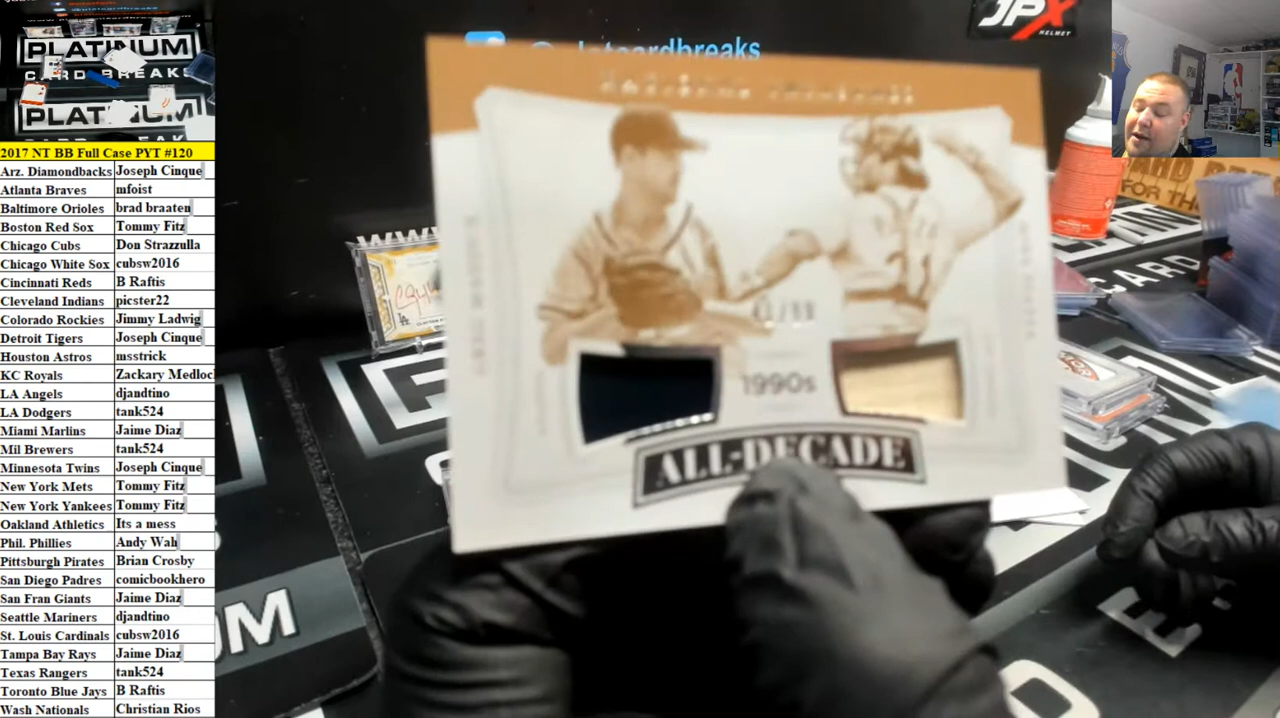 PLATINUM
CARD BREAKS
PLATINUM
2017 NT BB Full Case PYT #120
Arz. Diamondbacks Joseph Cinque
Atlanta Braves mfoist
Baltimore Orioles brad braaten
Boston Red Sox Tommy Fitz
Chicago Cubs Don Strazzulla
Chicago White Sox cubsw2016
Cincinnati Reds B Raftis
Cleveland Indians picster22
Colorado Rockies Jimmy Ladwig
Detroit Tigers Joseph Cinque
Houston Astros msstrick
KC Royals Zackary Medloc
LA Angels djandtino
LA Dodgers tank524
Miami Marlins Jaime Diaz
Mil Brewers tank524
Minnesota Twins Joseph Cinque
New York Mets Tommy Fitz
New York Yankees Tommy Fitz
Oakland Athletics Its a mess
Phil. Phillies Andy Wah
Pittsburgh Pirates Brian Crosby
San Diego Padres comicbookhero
San Fran Giants Jaime Diaz
Seattle Mariners djandtino
St. Louis Cardinals cubsw2016
Tampa Bay Rays Jaime Diaz
Texas Rangers tank524
Toronto Blue Jays B Raftis
Wash Nationals Christian Rios
JPX
HELMET
1990s
ALL-DECADE